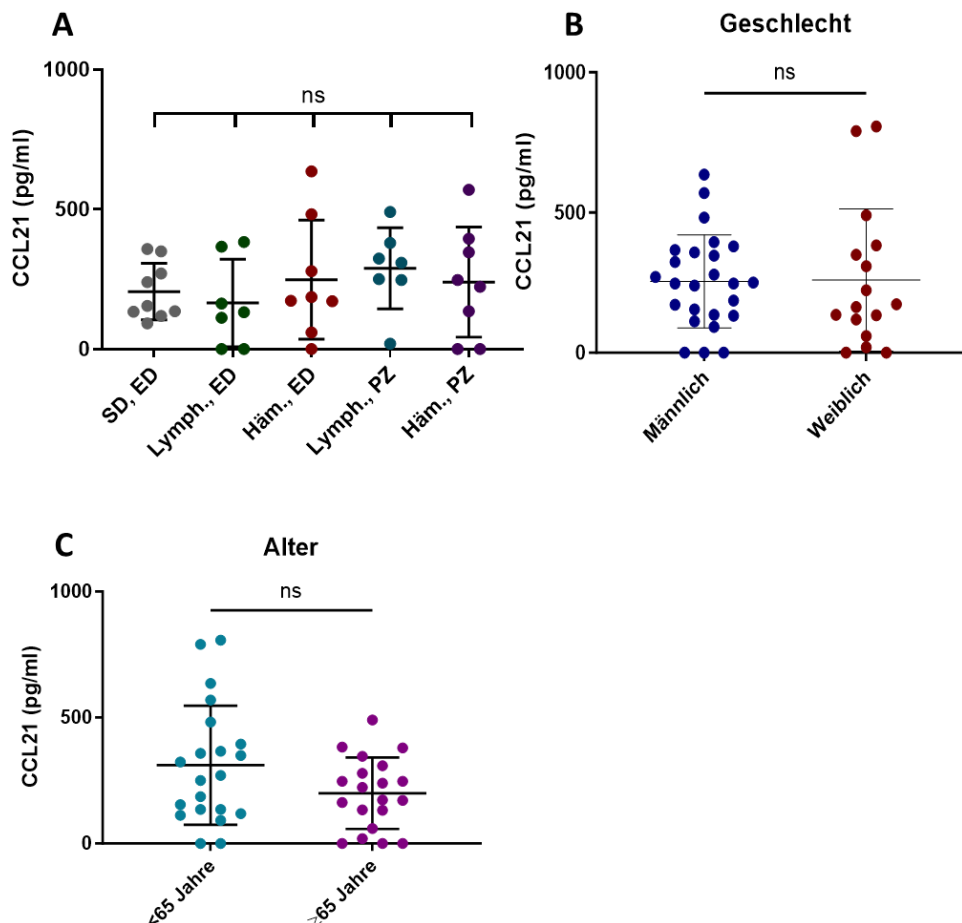 A
1000
500
0
CCL21 (pg/ml)
ns
SD, ED
Lymph., ED
Häm., ED
Lymph., PZ
Häm., PZ
B
Geschlecht
1000
500
0
CCL21 (pg/ml)
ns
Männlich
Weiblich
C
Alter
1000
500
0
CCL21 (pg/ml)
ns
<65 Jahre
≥65 Jahre